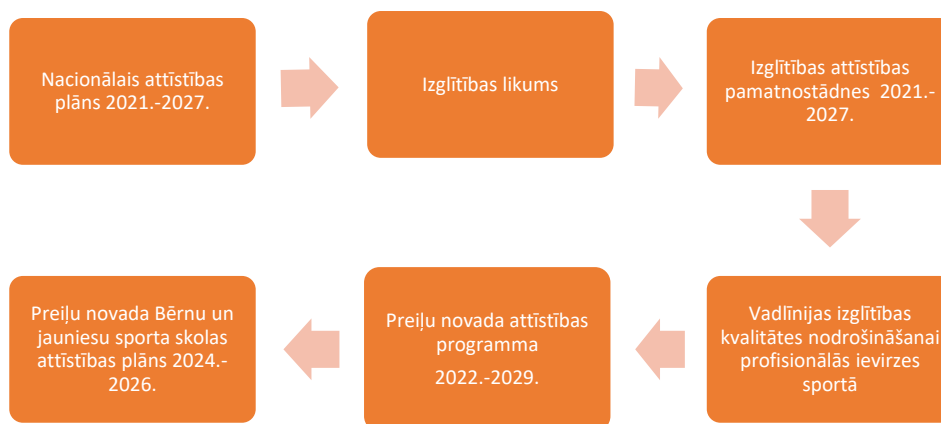 Nacionālais attīstības
plāns 2021.-2027.
Izglītības likums
Izglītības attīstības
pamatnostādnes 2021.-
2027.
Vadlīnijas izglītības
kvalitātes nodrošināšanai
profisionālās ievirzes
sportā
Preiļu novada attīstības
programma
2022.-2029.
Preiļu novada Bērnu un
jauniesu sporta skolas
attīstības plāns 2024.-
2026.